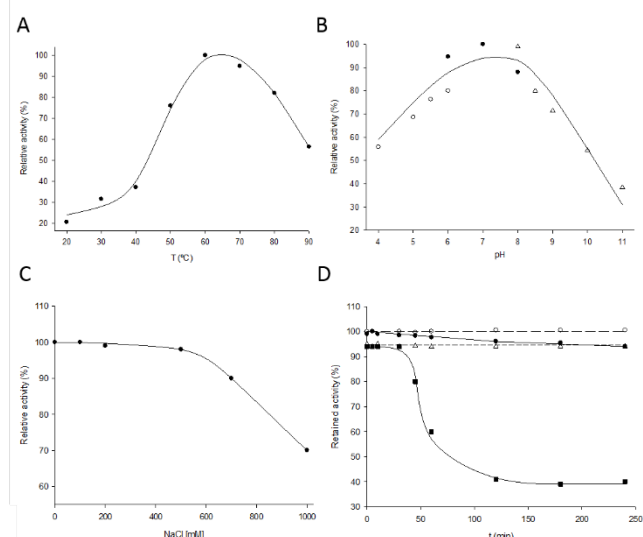 A
Relative activity (%)
100
90
80
70
60
50
40
30
20
20 30 40 50 60 70 80 90
T (ºC)
B
Relative activity (%)
100
90
80
70
60
50
40
30
20
4 5 6 7 8 9 10 11
pH
C
Relative activity (%)
110
100
90
80
70
60
0 200 400 600 800 1000
NaCl [mM]
D
Retained activity (%)
110
100
90
80
70
60
50
40
30
0 50 100 150 200 250
t (min)